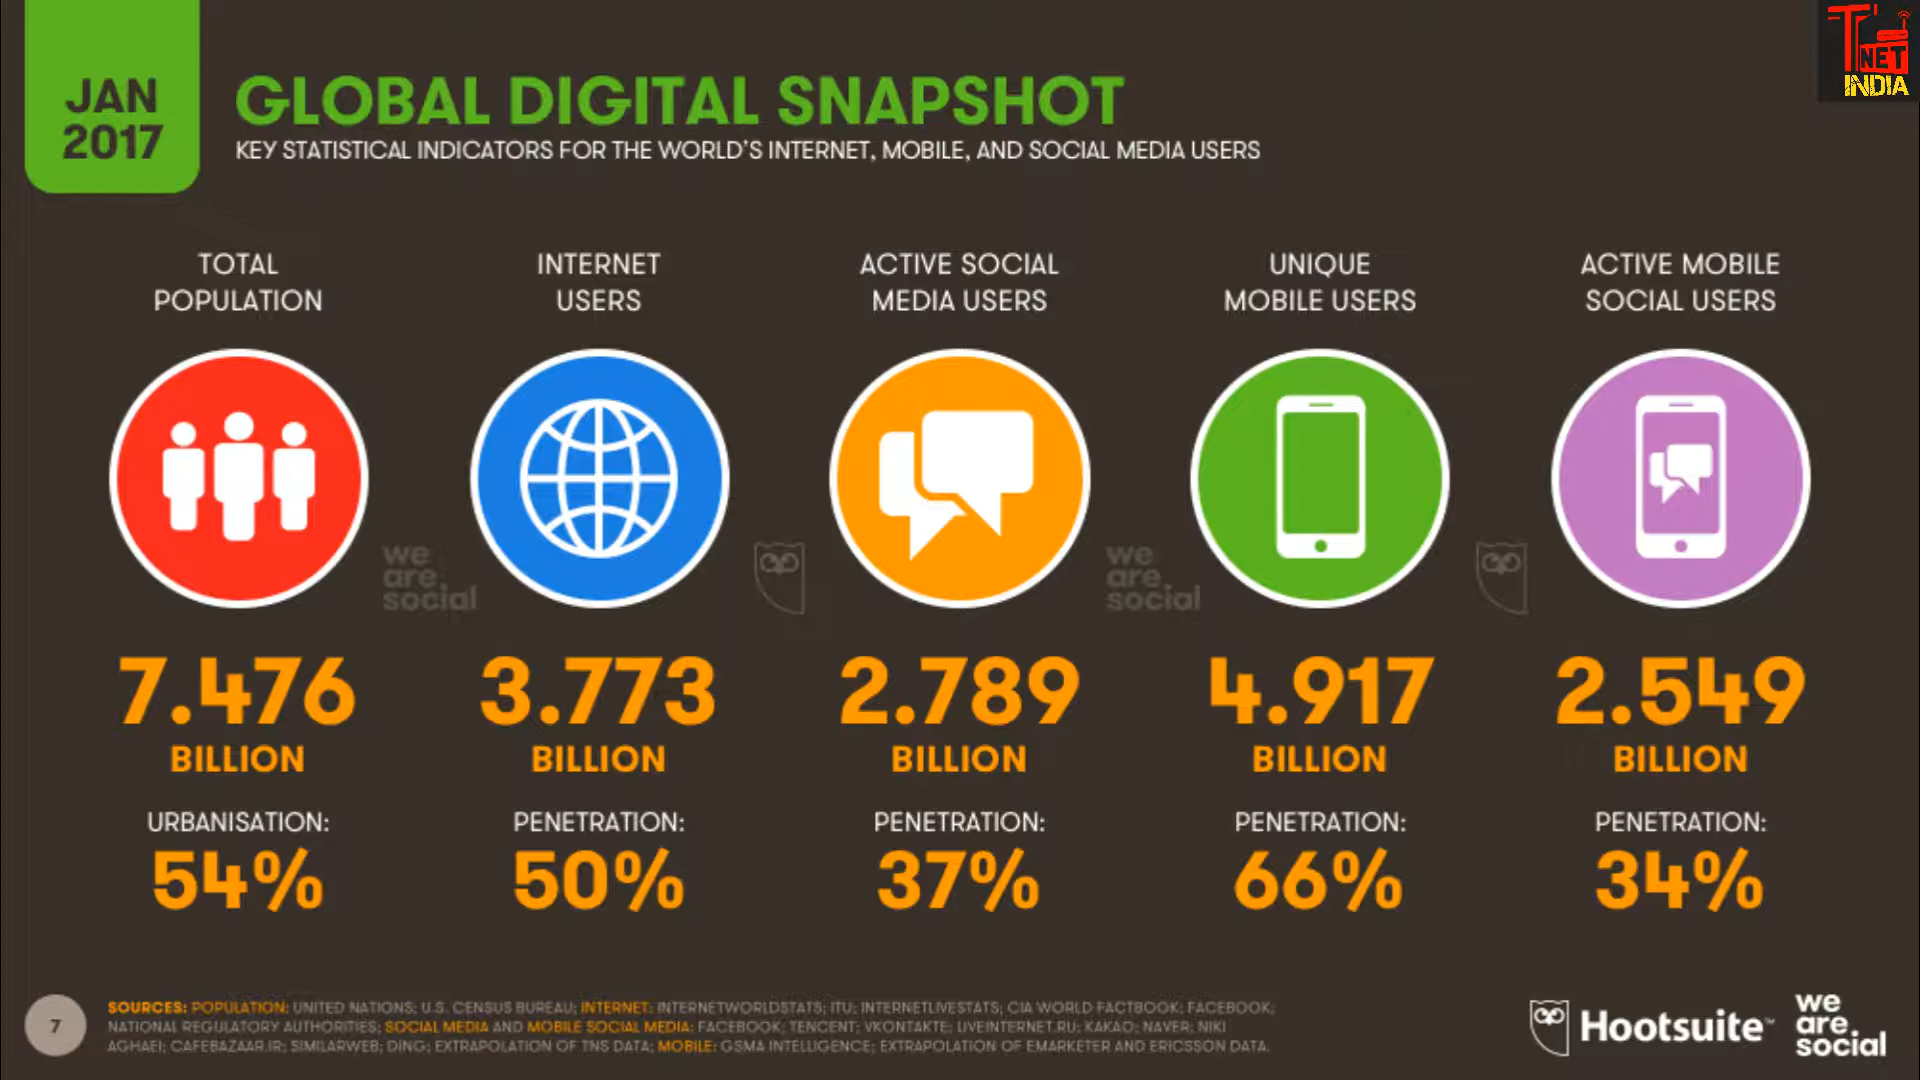 JAN
2017
GLOBAL DIGITAL SNAPSHOT
KEY STATISTICAL INDICATORS FOR THE WORLD'S INTERNET, MOBILE, AND SOCIAL MEDIA USERS
T
NET
INDIA
TOTAL
POPULATION
INTERNET
USERS
ACTIVE SOCIAL
MEDIA USERS
UNIQUE
MOBILE USERS
ACTIVE MOBILE
SOCIAL USERS
we
are
social
we
are
social
7.476
BILLION
3.773
BILLION
2.789
BILLION
4.917
BILLION
2.549
BILLION
URBANISATION:
54%
PENETRATION:
50%
PENETRATION:
37%
PENETRATION:
66%
PENETRATION:
34%
7
SOURCES: POPULATION: UNITED NATIONS; U.S. CENSUS BUREAU; INTERNET: INTERNETWORLDSTATS; ITU; INTERNETLIVESTATS; CIA WORLD FACTBOOK; FACEBOOK;
NATIONAL REGULATORY AUTHORITIES; SOCIAL MEDIA AND MOBILE SOCIAL MEDIA: FACEBOOK; TENCENT; VKONTAKTE; LIVEINTERNET.RU; KAKAO; NAVER; NIKI
AGHAEI; CAFEBAZAAR.IR; SIMILARWEB; DING; EXTRAPOLATION OF TNS DATA; MOBILE: GSMA INTELLIGENCE; EXTRAPOLATION OF EMARKETER AND ERICSSON DATA.
Hootsuite™
we
are
social